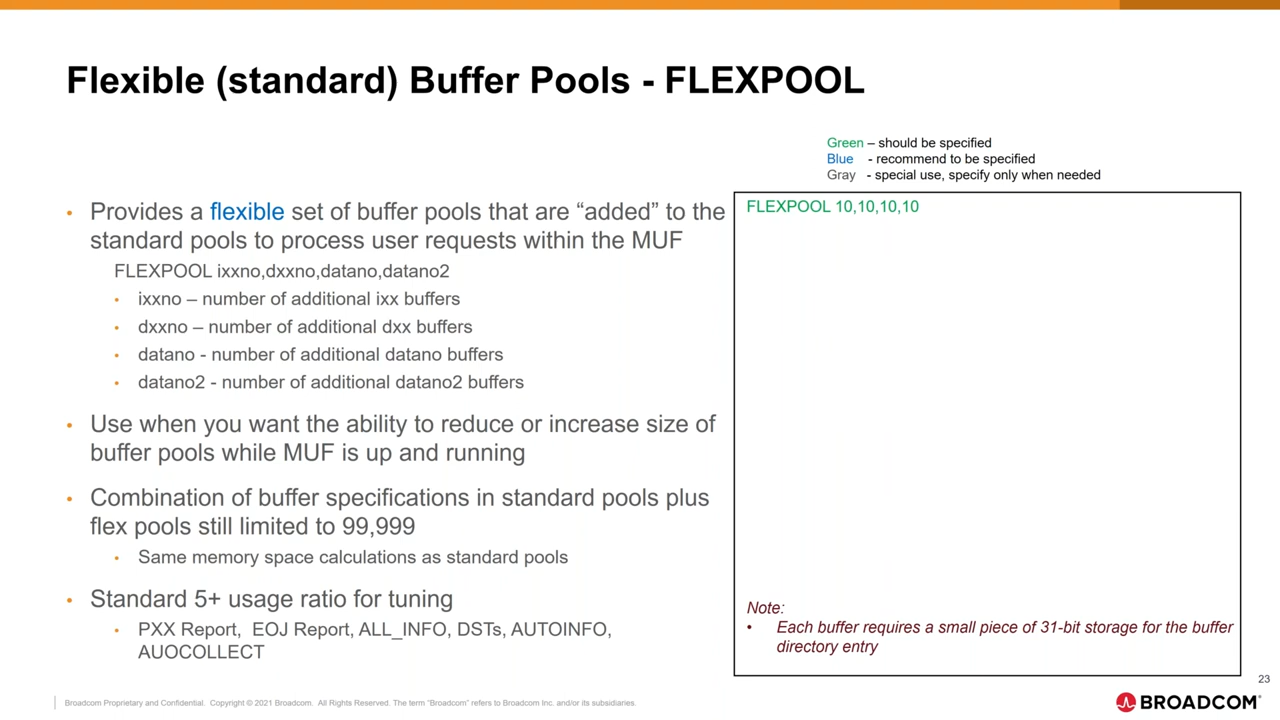 Flexible (standard) Buffer Pools - FLEXPOOL
Green – should be specified
Blue - recommend to be specified
Gray - special use, specify only when needed
• Provides a flexible set of buffer pools that are “added” to the
standard pools to process user requests within the MUF
FLEXPOOL ixxno,dxxno,datano,datano2
• ixxno – number of additional ixx buffers
• dxxno – number of additional dxx buffers
• datano - number of additional datano buffers
• datano2 - number of additional datano2 buffers
• Use when you want the ability to reduce or increase size of
buffer pools while MUF is up and running
• Combination of buffer specifications in standard pools plus
flex pools still limited to 99,999
• Same memory space calculations as standard pools
• Standard 5+ usage ratio for tuning
• PXX Report, EOJ Report, ALL_INFO, DSTs, AUTOINFO,
AUOCOLLECT
FLEXPOOL 10,10,10,10
Note:
• Each buffer requires a small piece of 31-bit storage for the buffer
directory entry
23
Broadcom Proprietary and Confidential. Copyright © 2021 Broadcom. All Rights Reserved. The term “Broadcom” refers to Broadcom Inc. and/or its subsidiaries.
BROADCOM®